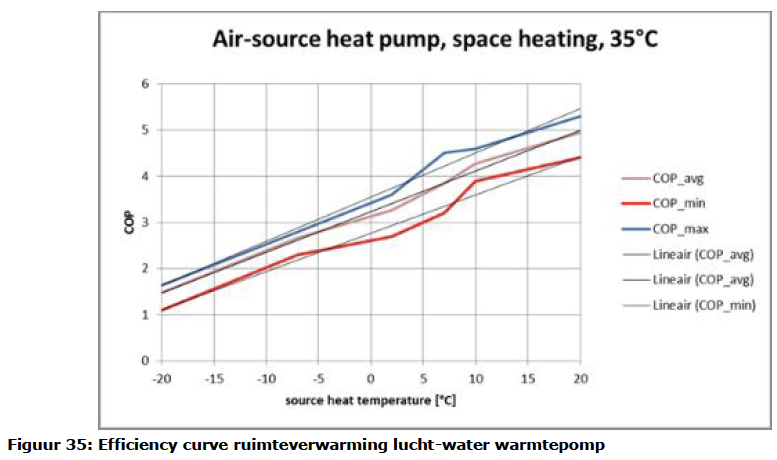 Air-source heat pump, space heating, 35°C
6
5
4
3
2
1
0
COP
-20 -15 -10 -5 0 5 10 15 20
source heat temperature [°C]
COP_avg
COP_min
COP_max
Lineair (COP_avg)
Lineair (COP_avg)
Lineair (COP_min)
Figuur 35: Efficiency curve ruimteverwarming lucht-water warmtepomp